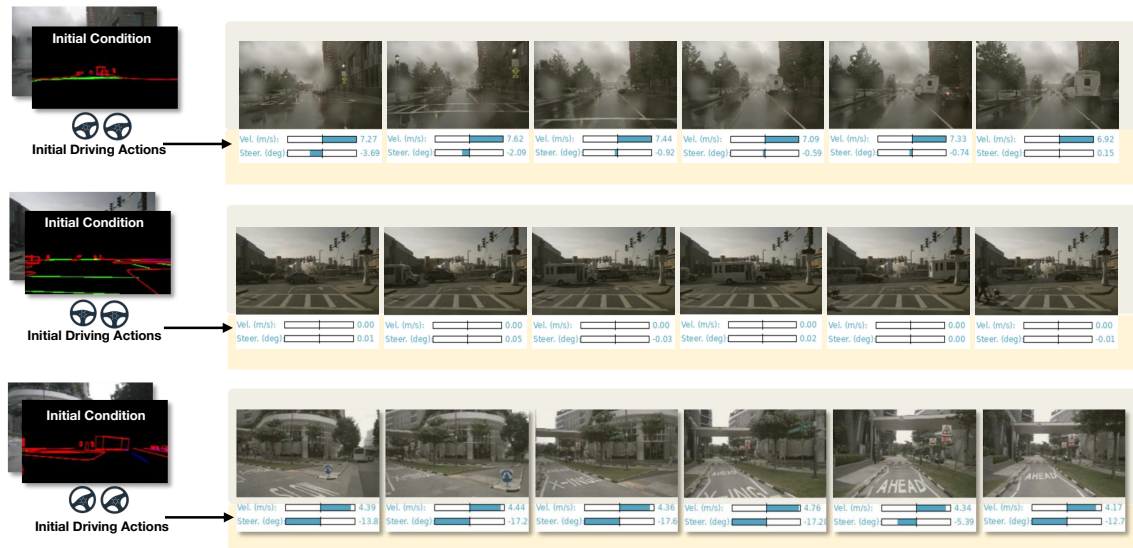 Initial Condition
Initial Driving Actions
Vel. (m/s): 7.27
Steer. (deg) -3.69
Vel. (m/s): 7.62
Steer. (deg) -2.09
Vel. (m/s): 7.44
Steer. (deg) -0.92
Vel. (m/s): 7.09
Steer. (deg) -0.59
Vel. (m/s): 7.33
Steer. (deg) -0.74
Vel. (m/s): 6.92
Steer. (deg) 0.15
Initial Condition
Initial Driving Actions
Vel. (m/s): 0.00
Steer. (deg) 0.01
Vel. (m/s): 0.00
Steer. (deg) 0.05
Vel. (m/s): 0.00
Steer. (deg) -0.03
Vel. (m/s): 0.00
Steer. (deg) 0.02
Vel. (m/s): 0.00
Steer. (deg) 0.00
Vel. (m/s): 0.00
Steer. (deg) -0.01
Initial Condition
Initial Driving Actions
SLOW
Vel. (m/s): 4.39
Steer. (deg) -13.8
X-ING
Vel. (m/s): 4.44
Steer. (deg) -17.2
X-ING
Vel. (m/s): 4.36
Steer. (deg) -17.6
X-ING
Vel. (m/s): 4.76
Steer. (deg) -17.2
AHEAD
Vel. (m/s): 4.34
Steer. (deg) -5.39
AHEAD
Vel. (m/s): 4.17
Steer. (deg) -12.7